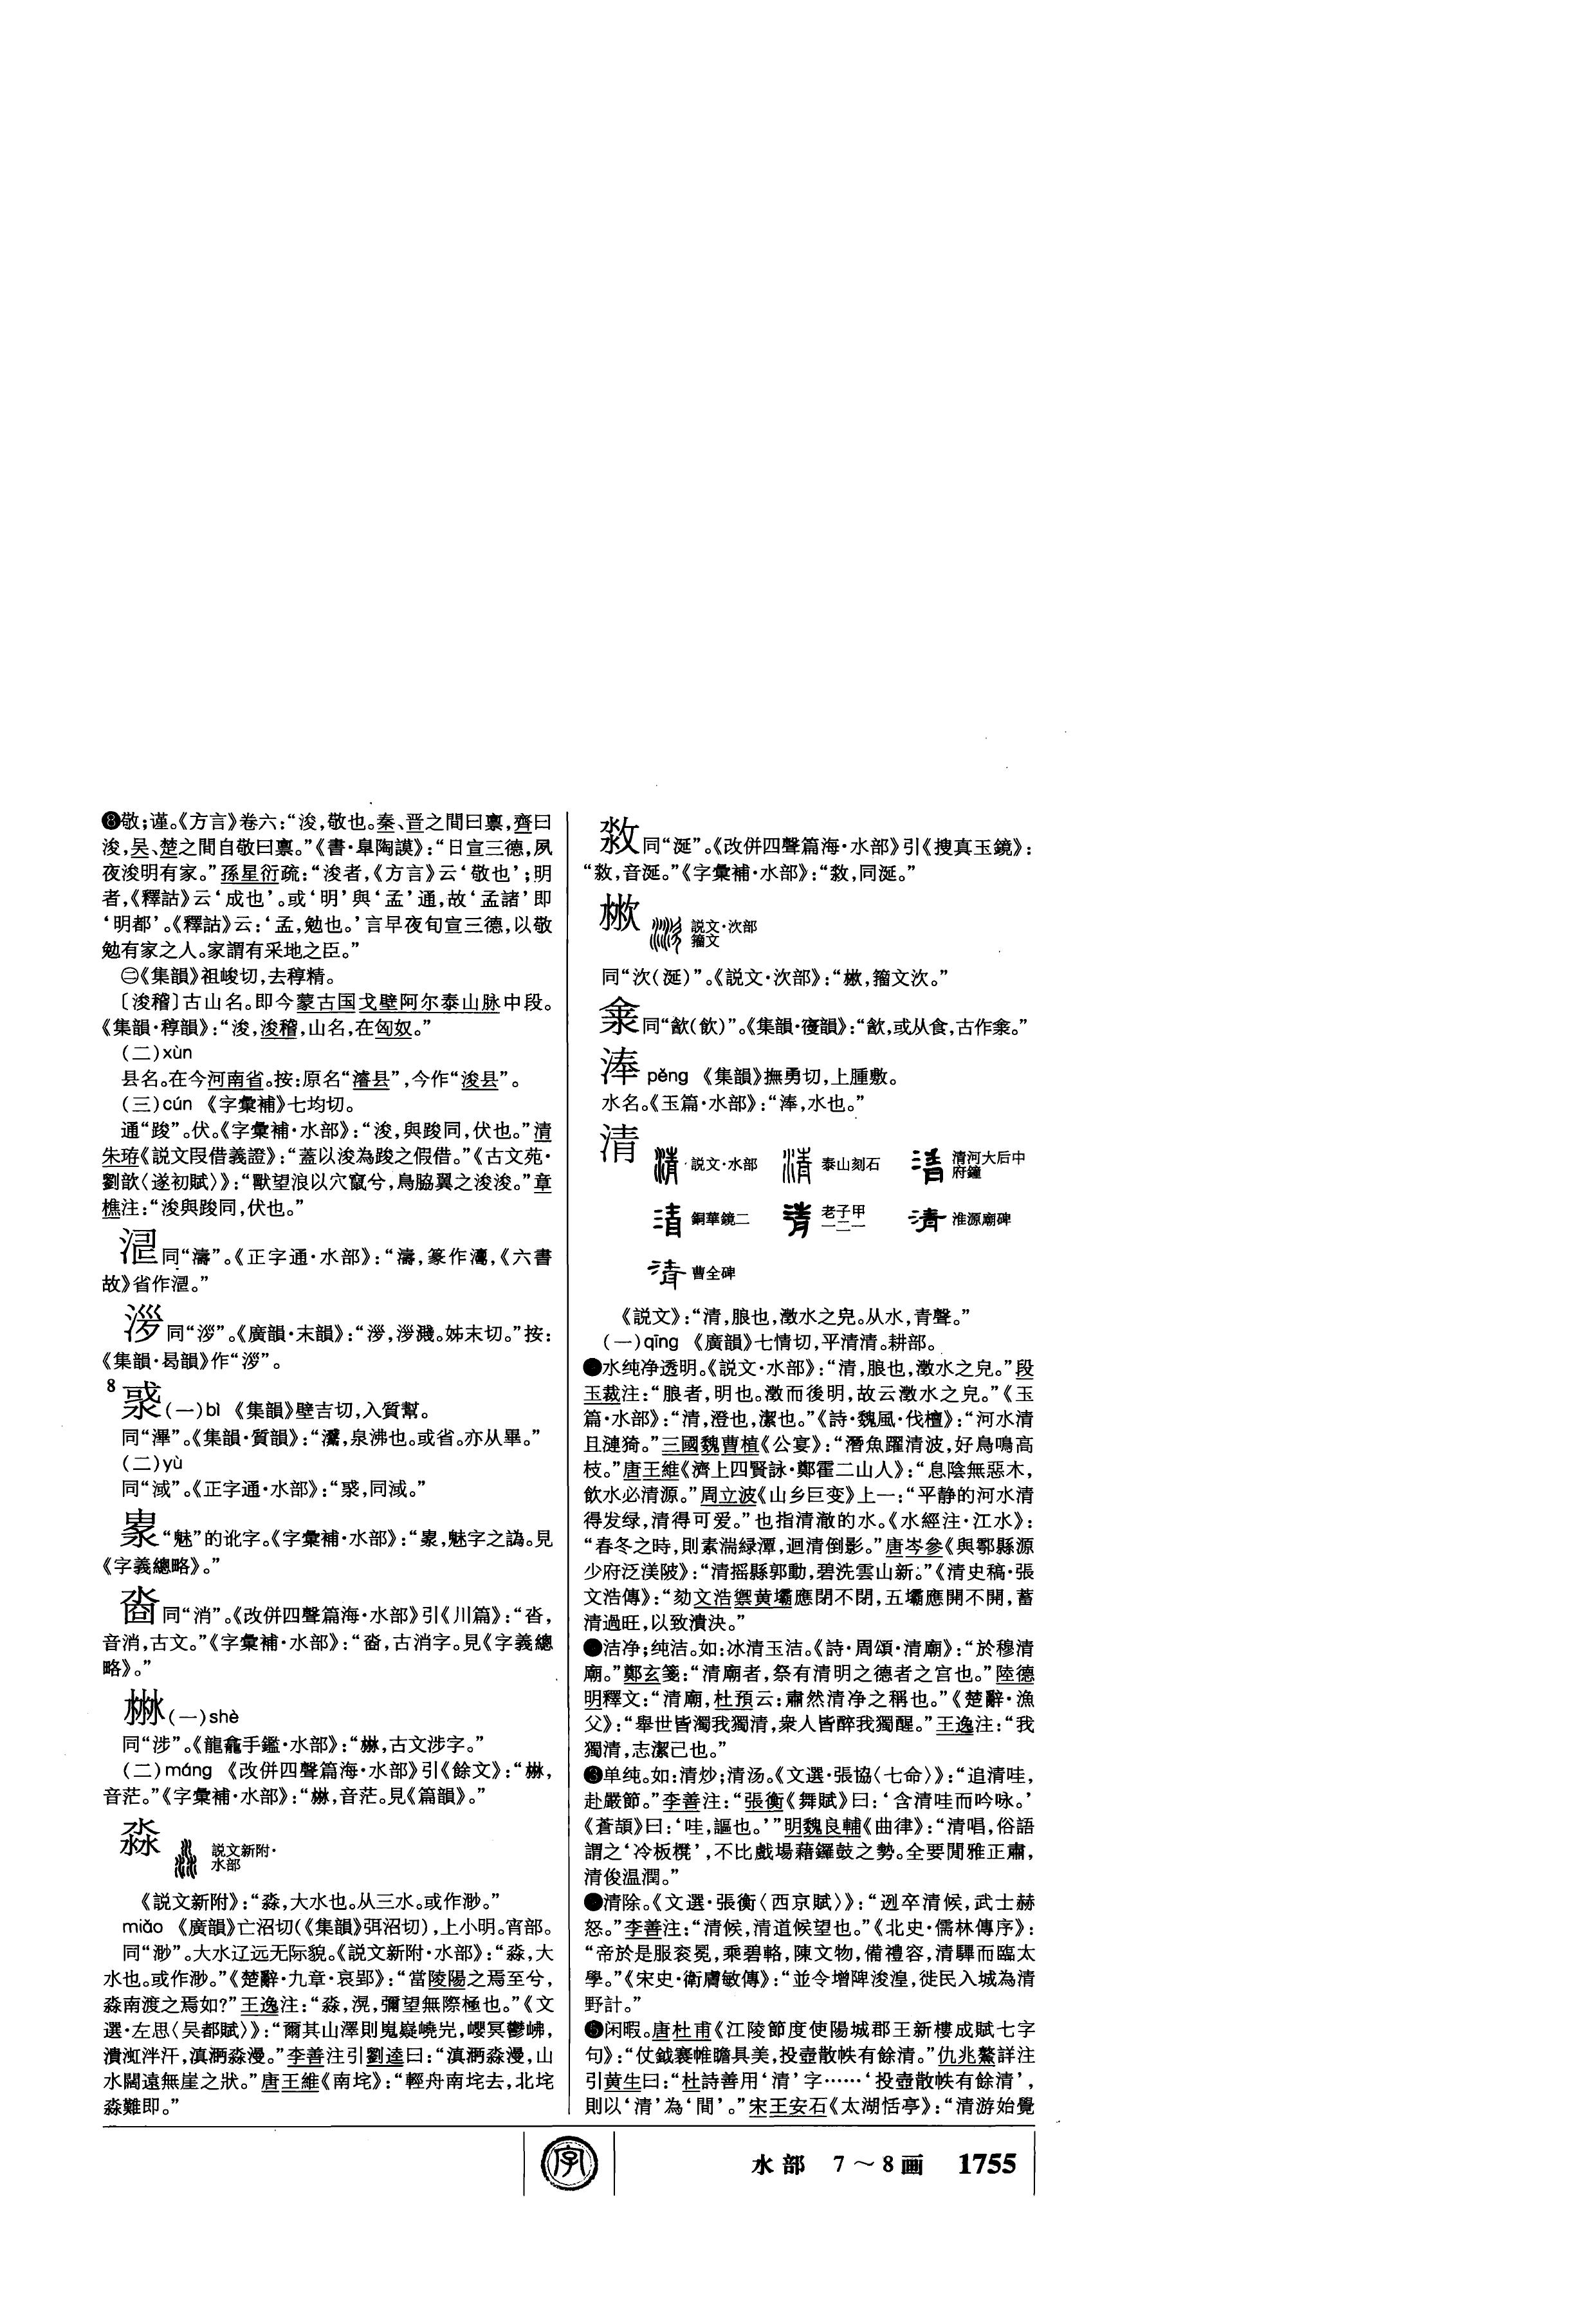 ❽敬；谨。《方言》卷六：“浚，敬也。秦、晋之間曰禀，齊曰
浚，吴、楚之間自敬曰禀。”《書·皐陶謨》：“日宣三德，夙
夜浚明有家。”孫星衍疏：“浚者，《方言》云‘敬也’；明
者，《釋詁》云‘成也’。或‘明’與‘孟’通，故‘孟諸’即
‘明都’。《釋詁》云：‘孟，勉也。’言早夜旬宣三德，以敬
勉有家之人。家謂有采地之臣。”
㊁《集韻》祖峻切，去稕精。
〔浚稽〕古山名。即今蒙古国戈壁阿尔泰山脉中段。
《集韻·稕韻》：“浚，浚稽，山名，在匈奴。”
（二）xùn
县名。在今河南省。按：原名“濬县”，今作“浚县”。
（三）cún 《字彙補》七均切。
通“踆”。伏。《字彙補·水部》：“浚，與踆同，伏也。”清
朱珔《説文叚借義證》：“蓋以浚為踆之假借。”《古文苑·
劉歆〈遂初賦〉》：“獸望浪以穴竄兮，鳥脇翼之浚浚。”章
樵注：“浚與踆同，伏也。”
同“濤”。《正字通·水部》：“濤，篆作，《六書
故》省作。”
同“”。《廣韻·末韻》：“，濺。姊末切。”按：
《集韻·曷韻》作“”。
8
（一）bì 《集韻》壁吉切，入質幫。
同“滭”。《集韻·質韻》：“，泉沸也。或省。亦从畢。”
（二）yù
同“淢”。《正字通·水部》：“，同淢。”
“魅”的讹字。《字彙補·水部》：“，魅字之譌。見
《字義總略》。”
同“消”。《改併四聲篇海·水部》引《川篇》：“，
音消，古文。”《字彙補·水部》：“，古消字。見《字義總
略》。”
㴇（一）shè
同“涉”。《龍龕手鑑·水部》：“，古文涉字。”
（二）máng 《改併四聲篇海·水部》引《餘文》：“，
音茫。”《字彙補·水部》：“，音茫。見《篇韻》。”
淼
説文新附·
水部
《説文新附》：“淼，大水也。从三水。或作渺。”
miǎo 《廣韻》亡沼切（《集韻》弭沼切），上小明。宵部。
同“渺”。大水辽远无际貌。《説文新附·水部》：“淼，大
水也。或作渺。”《楚辭·九章·哀郢》：“當陵陽之焉至兮，
淼南渡之焉如？”王逸注：“淼，滉，彌望無際極也。”《文
選·左思〈吴都賦〉》：“爾其山澤則嵬嶷嶢屼，巊冥鬱岪，
潰渱泮汗，滇㴐淼漫。”李善注引劉逵曰：“滇㴐淼漫，山
水闊遠無崖之狀。”唐王維《南垞》：“輕舟南垞去，北垞
淼難即。”
同“涎”。《改併四聲篇海·水部》引《搜真玉鏡》：
“，音涎。”《字彙補·水部》：“，同涎。”
説文·㳄部
籀文
同“㳄（涎）”。《説文·㳄部》：“，籀文㳄。”
同“㱃（飲）”。《集韻·𡪢韻》：“㱃，或从食，古作。”
淎 pěng 《集韻》撫勇切，上腫敷。
水名。《玉篇·水部》：“淎，水也。”
清
説文·水部 泰山刻石 清河大后中
府鐘
銅華鏡二 老子甲
一二一 淮源廟碑
曹全碑
《説文》：“清，朖也，澂水之皃。从水，青聲。”
（一）qīng 《廣韻》七情切，平清清。耕部。
❶水纯净透明。《説文·水部》：“清，朖也，澂水之皃。”段
玉裁注：“朖者，明也。澂而後明，故云澂水之皃。”《玉
篇·水部》：“清，澄也，潔也。”《詩·魏風·伐檀》：“河水清
且漣猗。”三國魏曹植《公宴》：“潛魚躍清波，好鳥鳴高
枝。”唐王維《濟上四賢詠·鄭霍二山人》：“息陰無惡木，
飲水必清源。”周立波《山乡巨变》上一：“平静的河水清
得发绿，清得可爱。”也指清澈的水。《水經注·江水》：
“春冬之時，則素湍緑潭，迴清倒影。”唐岑參《與鄠縣源
少府泛渼陂》：“清摇縣郭動，碧洗雲山新。”《清史稿·張
文浩傳》：“劾文浩禦黄壩應閉不閉，五壩應開不開，蓄
清過旺，以致潰決。”
❷洁净；纯洁。如：冰清玉洁。《詩·周頌·清廟》：“於穆清
廟。”鄭玄箋：“清廟者，祭有清明之德者之宫也。”陸德
明釋文：“清廟，杜預云：肅然清净之稱也。”《楚辭·漁
父》：“舉世皆濁我獨清，衆人皆醉我獨醒。”王逸注：“我
獨清，志潔己也。”
❸单纯。如：清炒；清汤。《文選·張協〈七命〉》：“追清哇，
赴嚴節。”李善注：“張衡《舞賦》曰：‘含清哇而吟咏。’
《蒼頡》曰：‘哇，謳也。’”明魏良輔《曲律》：“清唱，俗語
謂之‘冷板櫈’，不比戲場藉鑼鼓之勢。全要閒雅正肅，
清俊温潤。”
❹清除。《文選·張衡〈西京賦〉》：“迾卒清候，武士赫
怒。”李善注：“清候，清道候望也。”《北史·儒林傳序》：
“帝於是服衮冕，乘碧輅，陳文物，備禮容，清驛而臨太
學。”《宋史·衛膚敏傳》：“並令增陴浚湟，徙民入城為清
野計。”
❺闲暇。唐杜甫《江陵節度使陽城郡王新樓成賦七字
句》：“仗鉞褰帷瞻具美，投壺散帙有餘清。”仇兆鰲詳注
引黄生曰：“杜詩善用‘清’字……‘投壺散帙有餘清’，
則以‘清’為‘閒’。”宋王安石《太湖恬亭》：“清游始覺
字
水部 7～8画 1755